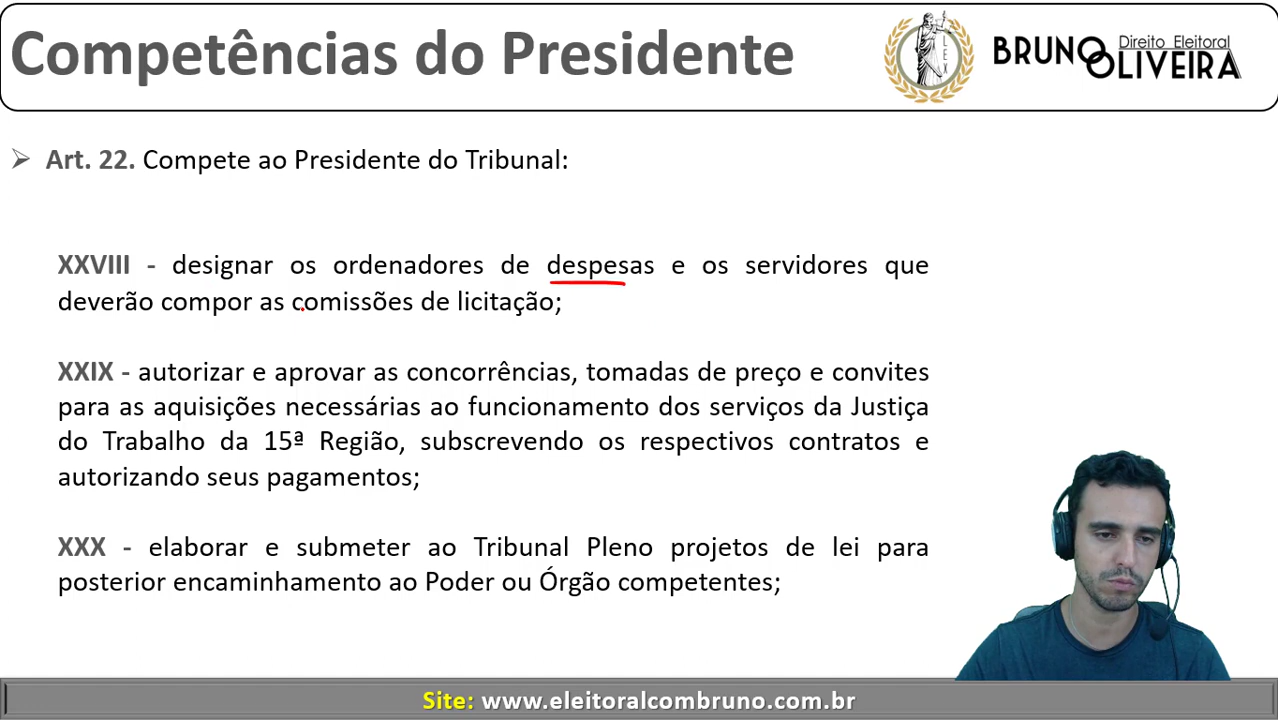 Competências do Presidente
LEX
BRUNO Direito Eleitoral
OLIVEIRA
Art. 22. Compete ao Presidente do Tribunal:
XXVIII - designar os ordenadores de despesas e os servidores que
deverão compor as comissões de licitação;
XXIX - autorizar e aprovar as concorrências, tomadas de preço e convites
para as aquisições necessárias ao funcionamento dos serviços da Justiça
do Trabalho da 15ª Região, subscrevendo os respectivos contratos e
autorizando seus pagamentos;
XXX - elaborar e submeter ao Tribunal Pleno projetos de lei para
posterior encaminhamento ao Poder ou Órgão competentes;
Site: www.eleitoralcombruno.com.br